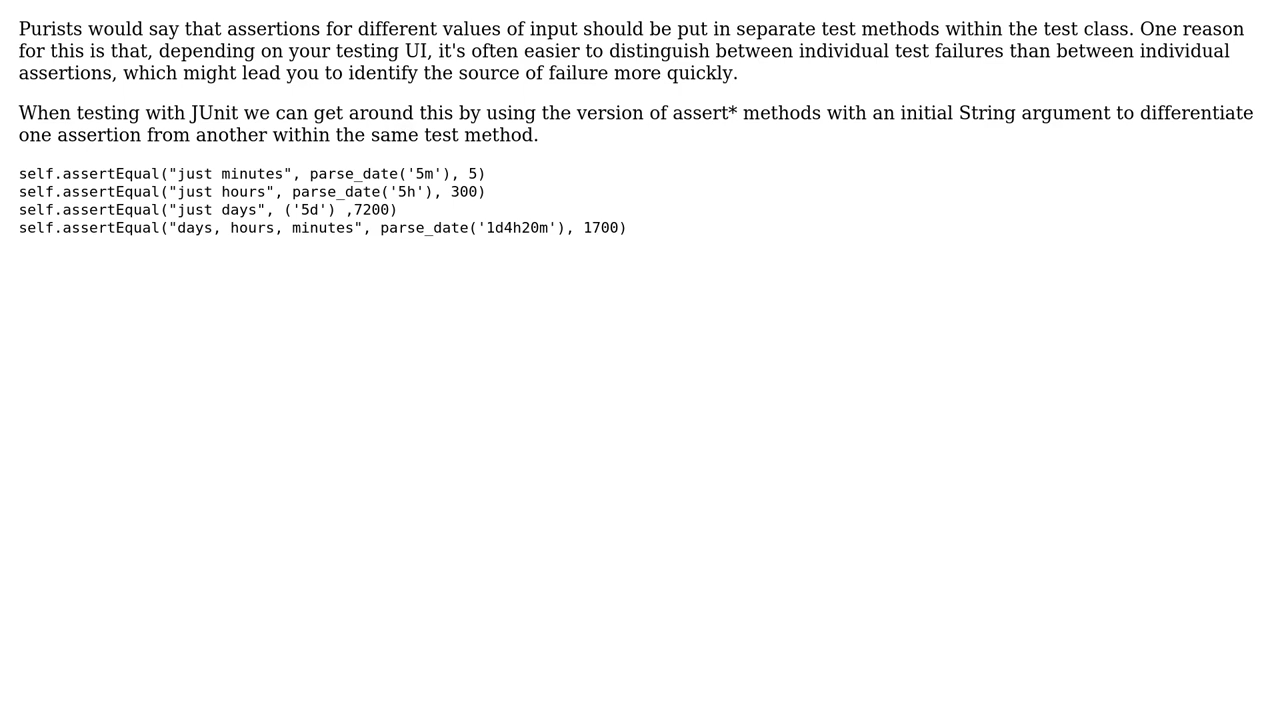 Purists would say that assertions for different values of input should be put in separate test methods within the test class. One reason
for this is that, depending on your testing UI, it's often easier to distinguish between individual test failures than between individual
assertions, which might lead you to identify the source of failure more quickly.
When testing with JUnit we can get around this by using the version of assert* methods with an initial String argument to differentiate
one assertion from another within the same test method.
self.assertEqual("just minutes", parse_date('5m'), 5)
self.assertEqual("just hours", parse_date('5h'), 300)
self.assertEqual("just days", ('5d') ,7200)
self.assertEqual("days, hours, minutes", parse_date('1d4h20m'), 1700)